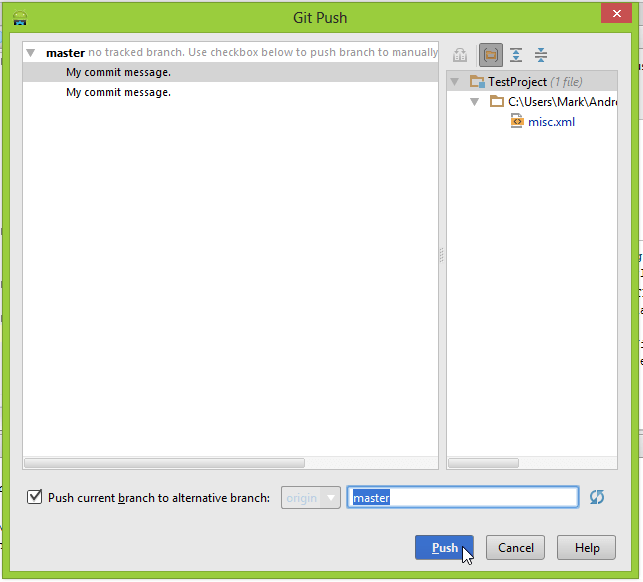 Git Push
master no tracked branch. Use checkbox below to push branch to manually
My commit message.
My commit message.
TestProject (1 file)
C:\Users\Mark\Andro
misc.xml
Push current branch to alternative branch:
origin
master
Push
Cancel
Help